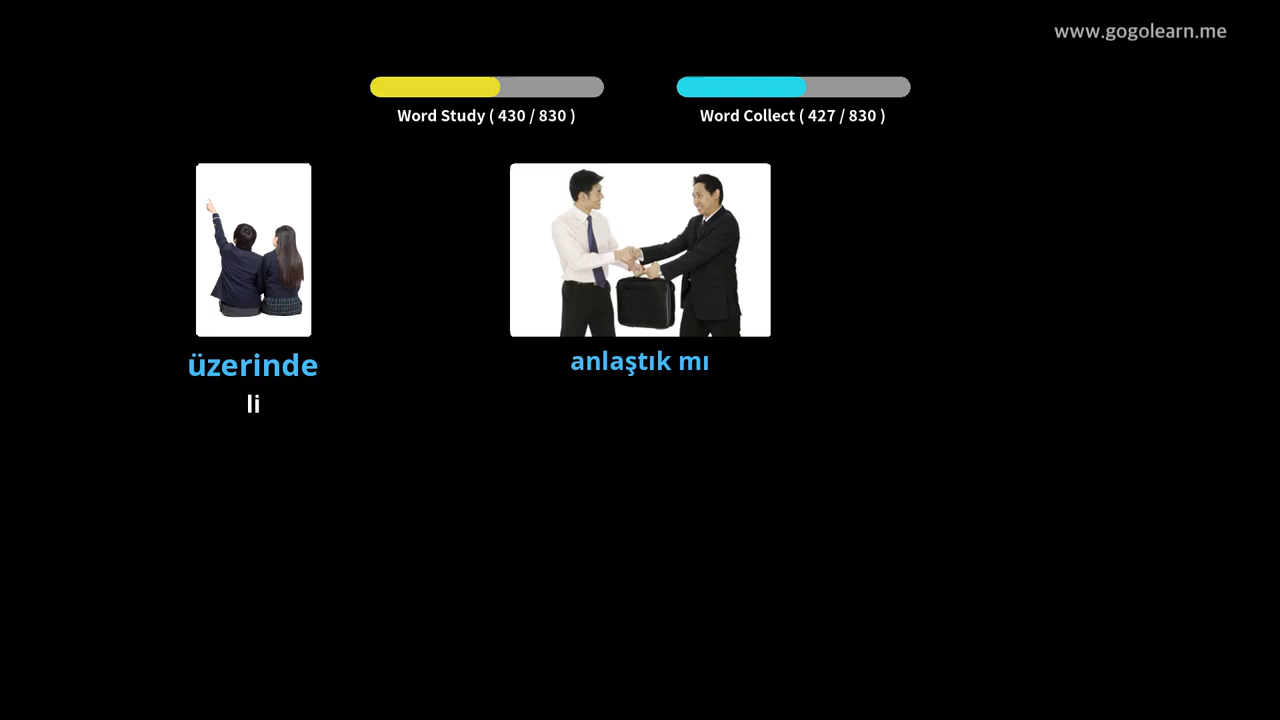 www.gogolearn.me
Word Study ( 430 / 830 )
Word Collect ( 427 / 830 )
üzerinde
li
anlaştık mı